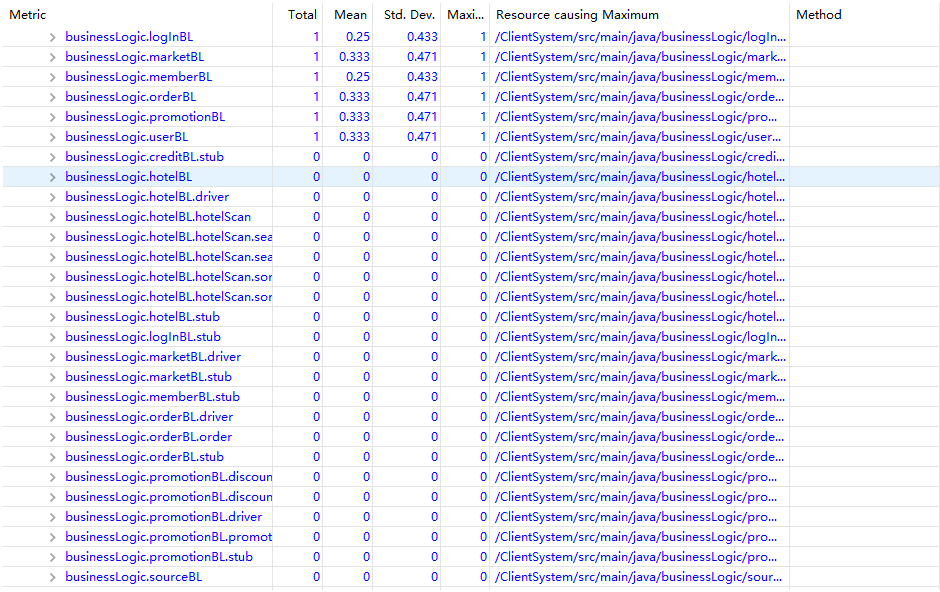 Metric Total Mean Std. Dev. Maxi... Resource causing Maximum Method
businessLogic.logInBL 1 0.25 0.433 1 /ClientSystem/src/main/java/businessLogic/logIn...
businessLogic.marketBL 1 0.333 0.471 1 /ClientSystem/src/main/java/businessLogic/mark...
businessLogic.memberBL 1 0.25 0.433 1 /ClientSystem/src/main/java/businessLogic/mem...
businessLogic.orderBL 1 0.333 0.471 1 /ClientSystem/src/main/java/businessLogic/orde...
businessLogic.promotionBL 1 0.333 0.471 1 /ClientSystem/src/main/java/businessLogic/pro...
businessLogic.userBL 1 0.333 0.471 1 /ClientSystem/src/main/java/businessLogic/user...
businessLogic.creditBL.stub 0 0 0 0 /ClientSystem/src/main/java/businessLogic/credi...
businessLogic.hotelBL 0 0 0 0 /ClientSystem/src/main/java/businessLogic/hotel...
businessLogic.hotelBL.driver 0 0 0 0 /ClientSystem/src/main/java/businessLogic/hotel...
businessLogic.hotelBL.hotelScan 0 0 0 0 /ClientSystem/src/main/java/businessLogic/hotel...
businessLogic.hotelBL.hotelScan.sea 0 0 0 0 /ClientSystem/src/main/java/businessLogic/hotel...
businessLogic.hotelBL.hotelScan.sea 0 0 0 0 /ClientSystem/src/main/java/businessLogic/hotel...
businessLogic.hotelBL.hotelScan.sor 0 0 0 0 /ClientSystem/src/main/java/businessLogic/hotel...
businessLogic.hotelBL.hotelScan.sor 0 0 0 0 /ClientSystem/src/main/java/businessLogic/hotel...
businessLogic.hotelBL.stub 0 0 0 0 /ClientSystem/src/main/java/businessLogic/hotel...
businessLogic.logInBL.stub 0 0 0 0 /ClientSystem/src/main/java/businessLogic/logIn...
businessLogic.marketBL.driver 0 0 0 0 /ClientSystem/src/main/java/businessLogic/mark...
businessLogic.marketBL.stub 0 0 0 0 /ClientSystem/src/main/java/businessLogic/mark...
businessLogic.memberBL.stub 0 0 0 0 /ClientSystem/src/main/java/businessLogic/mem...
businessLogic.orderBL.driver 0 0 0 0 /ClientSystem/src/main/java/businessLogic/orde...
businessLogic.orderBL.order 0 0 0 0 /ClientSystem/src/main/java/businessLogic/orde...
businessLogic.orderBL.stub 0 0 0 0 /ClientSystem/src/main/java/businessLogic/orde...
businessLogic.promotionBL.discoun 0 0 0 0 /ClientSystem/src/main/java/businessLogic/pro...
businessLogic.promotionBL.discoun 0 0 0 0 /ClientSystem/src/main/java/businessLogic/pro...
businessLogic.promotionBL.driver 0 0 0 0 /ClientSystem/src/main/java/businessLogic/pro...
businessLogic.promotionBL.promot 0 0 0 0 /ClientSystem/src/main/java/businessLogic/pro...
businessLogic.promotionBL.stub 0 0 0 0 /ClientSystem/src/main/java/businessLogic/pro...
businessLogic.sourceBL 0 0 0 0 /ClientSystem/src/main/java/businessLogic/sour...